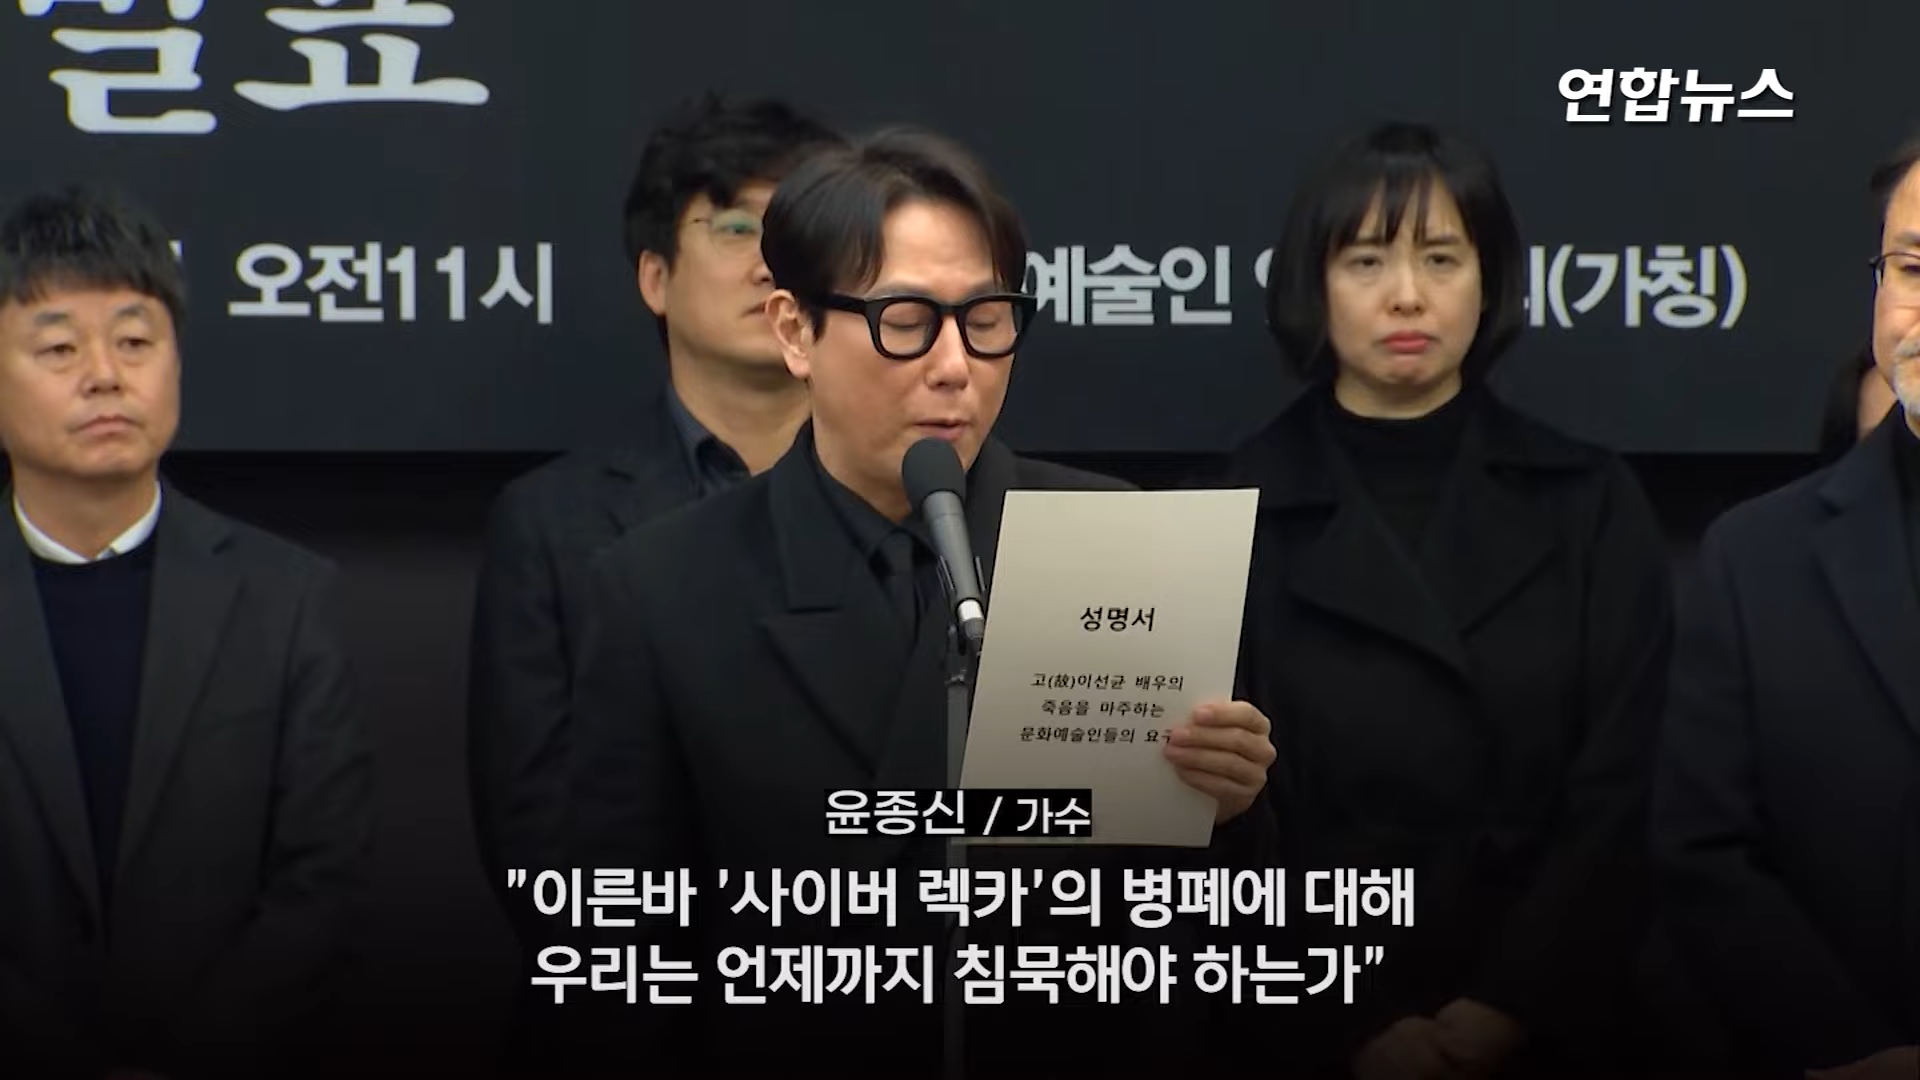 발표
연합뉴스
오전11시
예술인
(가칭)
성명서
고(故)이선균 배우의
죽음을 마주하는
문화예술인들의
윤종신 / 가수
"이른바 '사이버 렉카'의 병폐에 대해
우리는 언제까지 침묵해야 하는가"